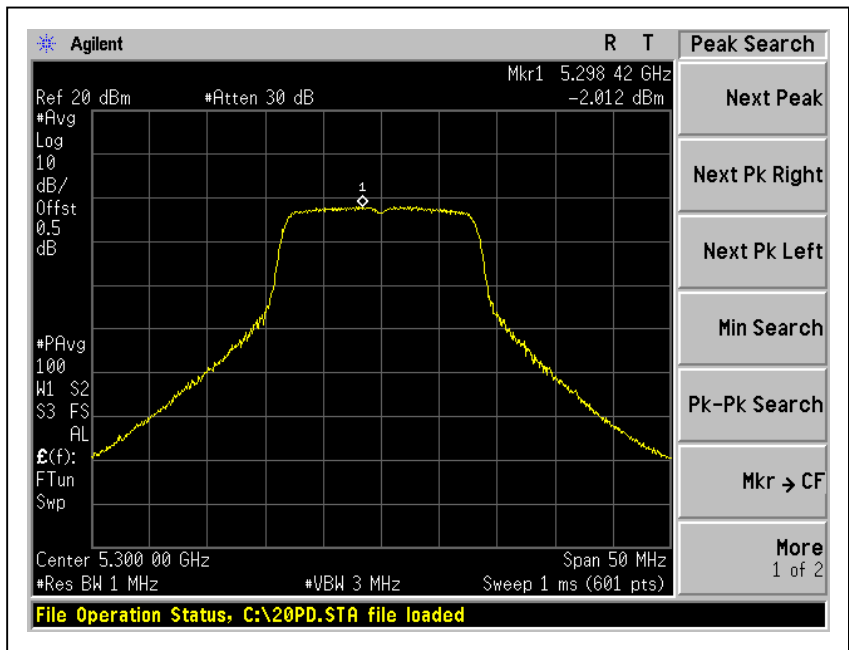 Agilent R T Peak Search
Mkr1 5.298 42 GHz
Ref 20 dBm #Atten 30 dB -2.012 dBm
#Avg
Log
10
dB/
Offst
0.5
dB
1
#PAvg
100
W1 S2
S3 FS
AL
£(f):
FTun
Swp
Center 5.300 00 GHz Span 50 MHz
#Res BW 1 MHz #VBW 3 MHz Sweep 1 ms (601 pts)
File Operation Status, C:\20PD.STA file loaded
Next Peak
Next Pk Right
Next Pk Left
Min Search
Pk-Pk Search
Mkr → CF
More
1 of 2